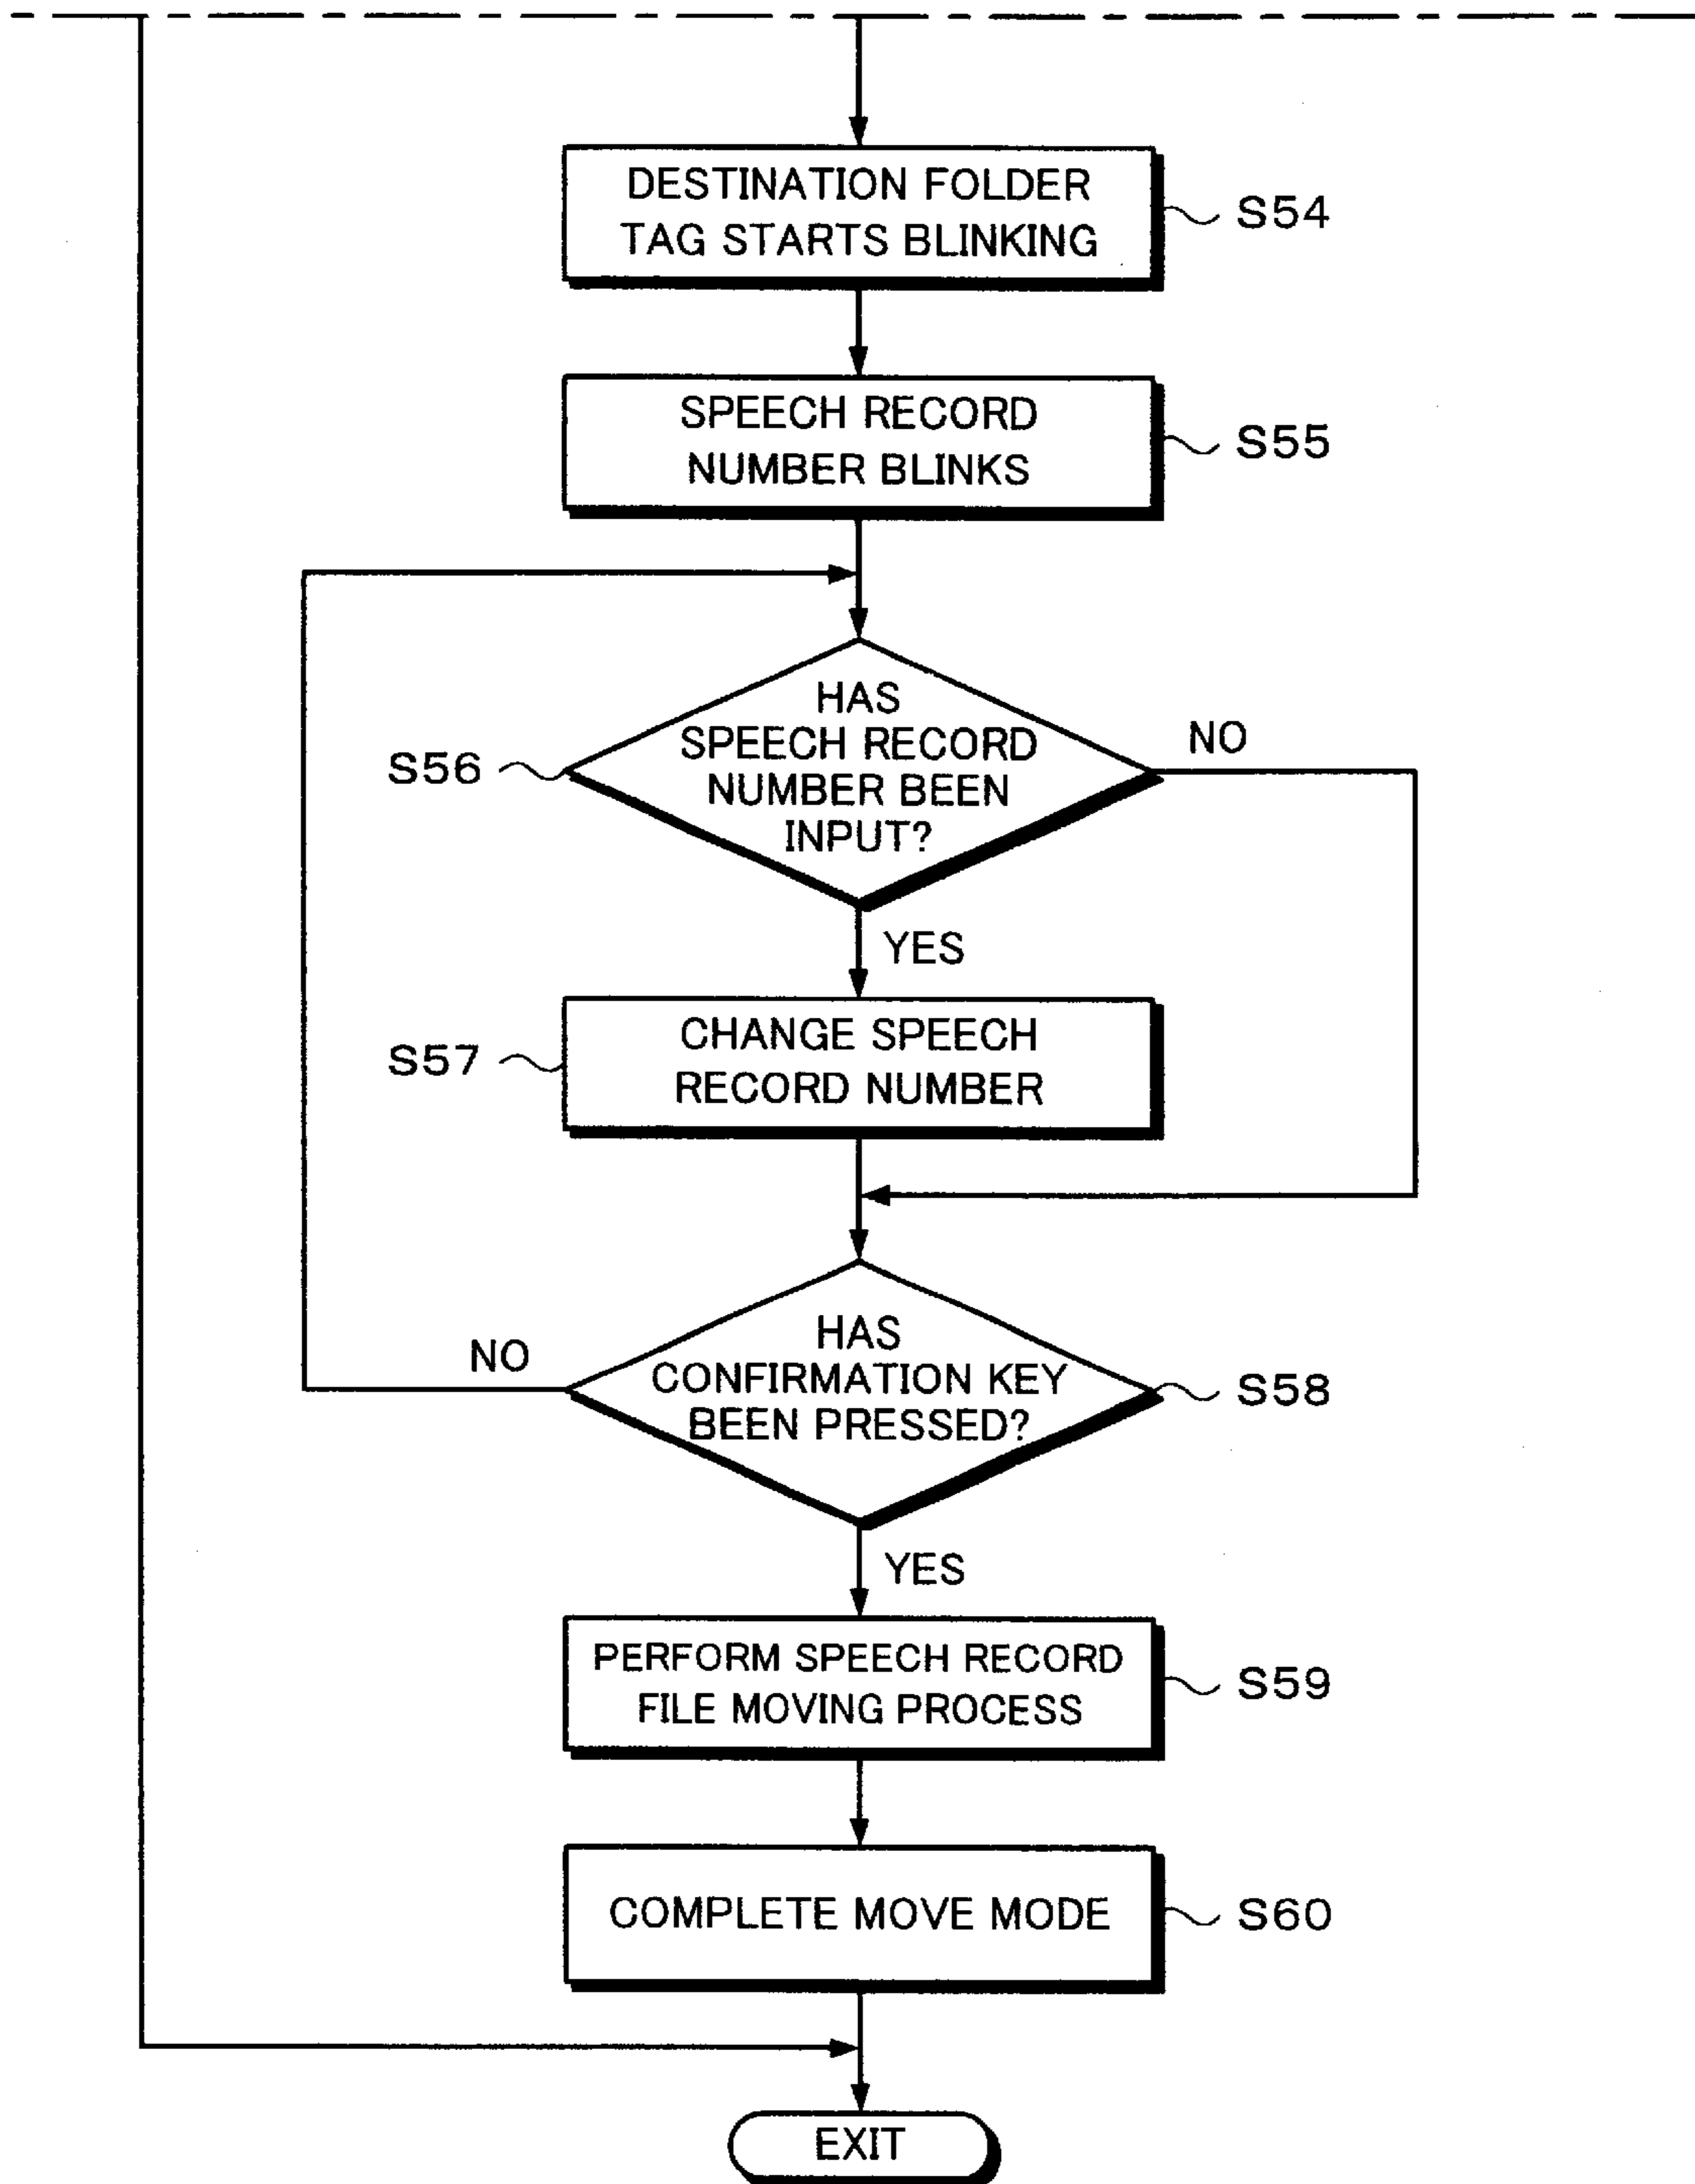 DESTINATION FOLDER
TAG STARTS BLINKING
S54
SPEECH RECORD
NUMBER BLINKS
S55
HAS
SPEECH RECORD
NUMBER BEEN
INPUT?
S56
NO
YES
CHANGE SPEECH
RECORD NUMBER
S57
HAS
CONFIRMATION KEY
BEEN PRESSED?
NO
S58
YES
PERFORM SPEECH RECORD
FILE MOVING PROCESS
S59
COMPLETE MOVE MODE
S60
EXIT